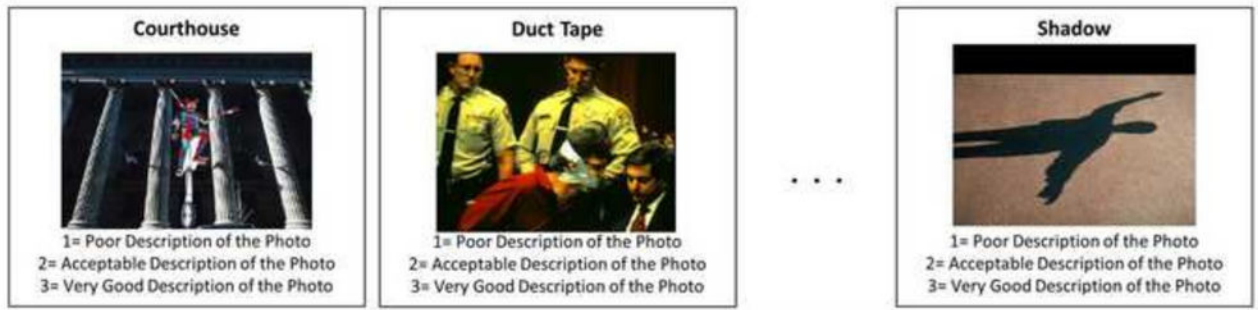 Courthouse
1= Poor Description of the Photo
2= Acceptable Description of the Photo
3= Very Good Description of the Photo
Duct Tape
1= Poor Description of the Photo
2= Acceptable Description of the Photo
3= Very Good Description of the Photo
. . .
Shadow
1= Poor Description of the Photo
2= Acceptable Description of the Photo
3= Very Good Description of the Photo